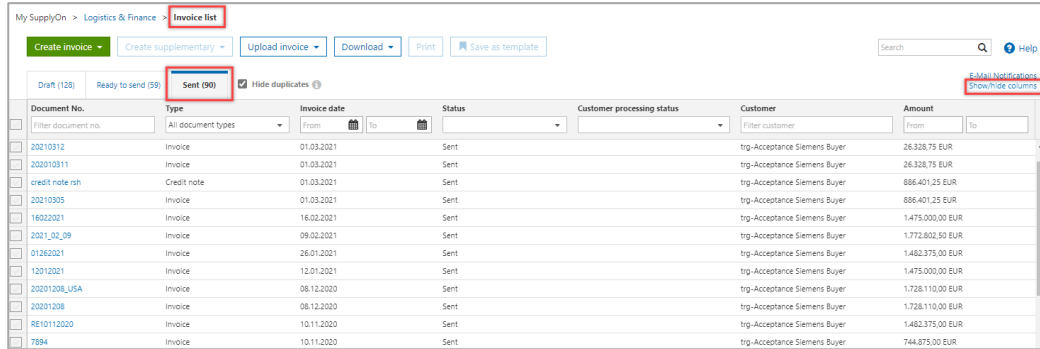 My SupplyOn > Logistics & Finance > Invoice list
Create invoice Create supplementary Upload invoice Download Print Save as template Search Help
E-Mail Notifications
Draft (128) Ready to send (59) Sent (90) Hide duplicates Show/hide columns
Document No. Type Invoice date Status Customer processing status Customer Amount
Filter document no. All document types From To Filter customer From To
20210312 Invoice 01.03.2021 Sent trg-Acceptance Siemens Buyer 26.328,75 EUR
202010311 Invoice 01.03.2021 Sent trg-Acceptance Siemens Buyer 26.328,75 EUR
credit note rsh Credit note 01.03.2021 Sent trg-Acceptance Siemens Buyer 886.401,25 EUR
20210305 Invoice 01.03.2021 Sent trg-Acceptance Siemens Buyer 886.401,25 EUR
16022021 Invoice 16.02.2021 Sent trg-Acceptance Siemens Buyer 1.475.000,00 EUR
2021_02_09 Invoice 09.02.2021 Sent trg-Acceptance Siemens Buyer 1.772.802,50 EUR
01262021 Invoice 26.01.2021 Sent trg-Acceptance Siemens Buyer 1.482.375,00 EUR
12012021 Invoice 12.01.2021 Sent trg-Acceptance Siemens Buyer 1.475.000,00 EUR
20201208_USA Invoice 08.12.2020 Sent trg-Acceptance Siemens Buyer 1.728.110,00 EUR
20201208 Invoice 08.12.2020 Sent trg-Acceptance Siemens Buyer 1.728.110,00 EUR
RE10112020 Invoice 10.11.2020 Sent trg-Acceptance Siemens Buyer 1.482.375,00 EUR
7894 Invoice 10.11.2020 Sent trg-Acceptance Siemens Buyer 744.875,00 EUR